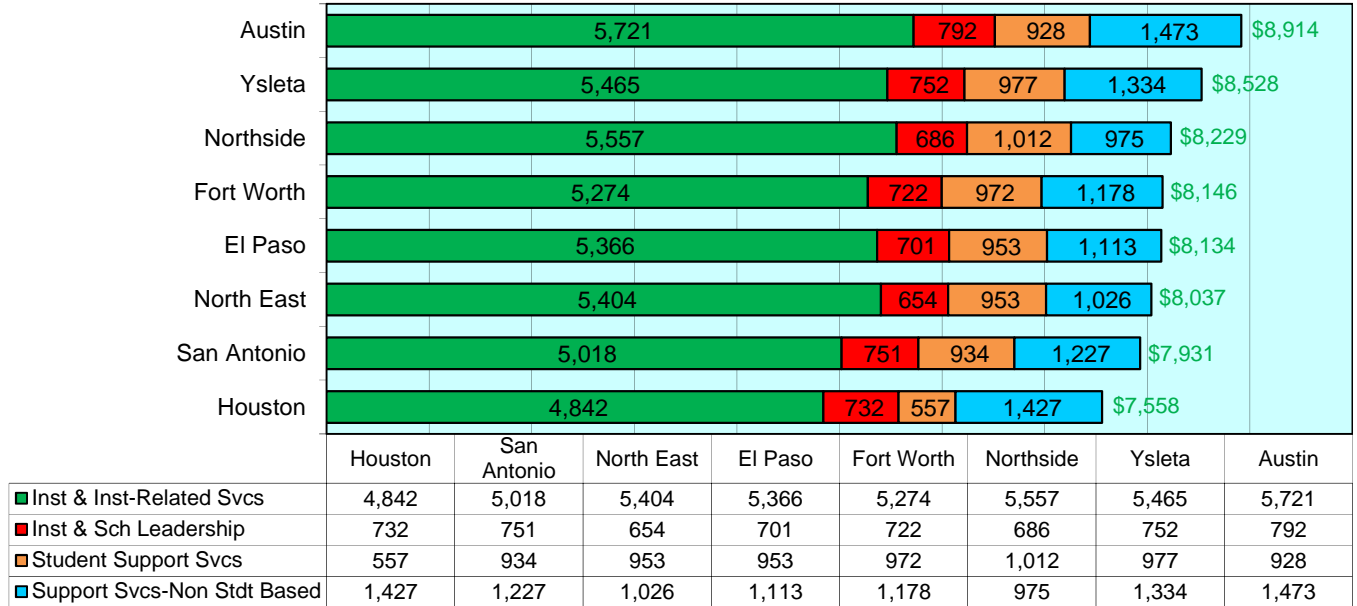 Austin 5,721 792 928 1,473 $8,914
Ysleta 5,465 752 977 1,334 $8,528
Northside 5,557 686 1,012 975 $8,229
Fort Worth 5,274 722 972 1,178 $8,146
El Paso 5,366 701 953 1,113 $8,134
North East 5,404 654 953 1,026 $8,037
San Antonio 5,018 751 934 1,227 $7,931
Houston 4,842 732 557 1,427 $7,558
Houston San Antonio North East El Paso Fort Worth Northside Ysleta Austin
Inst & Inst-Related Svcs 4,842 5,018 5,404 5,366 5,274 5,557 5,465 5,721
Inst & Sch Leadership 732 751 654 701 722 686 752 792
Student Support Svcs 557 934 953 953 972 1,012 977 928
Support Svcs-Non Stdt Based 1,427 1,227 1,026 1,113 1,178 975 1,334 1,473